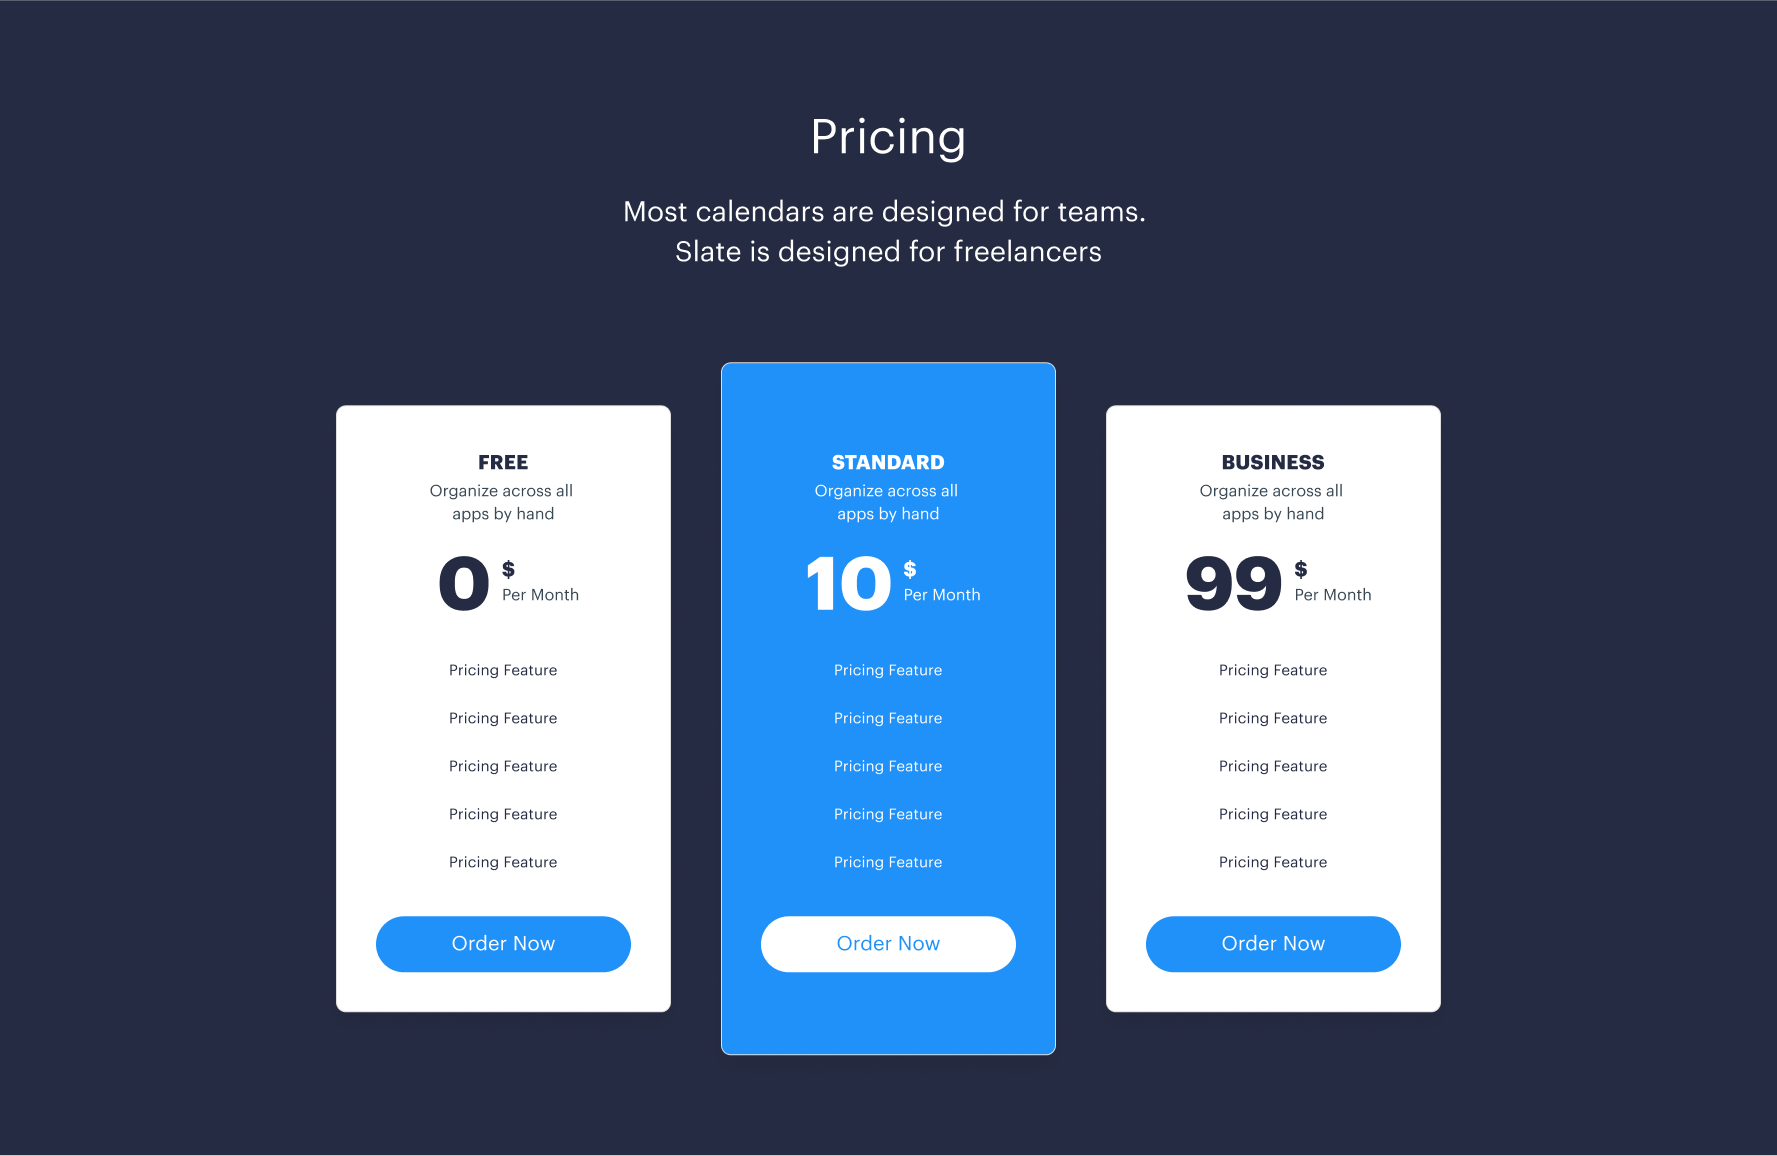 Pricing
Most calendars are designed for teams.
Slate is designed for freelancers
FREE
Organize across all
apps by hand
0
$
Per Month
Pricing Feature
Pricing Feature
Pricing Feature
Pricing Feature
Pricing Feature
Order Now
STANDARD
Organize across all
apps by hand
10
$
Per Month
Pricing Feature
Pricing Feature
Pricing Feature
Pricing Feature
Pricing Feature
Order Now
BUSINESS
Organize across all
apps by hand
99
$
Per Month
Pricing Feature
Pricing Feature
Pricing Feature
Pricing Feature
Pricing Feature
Order Now